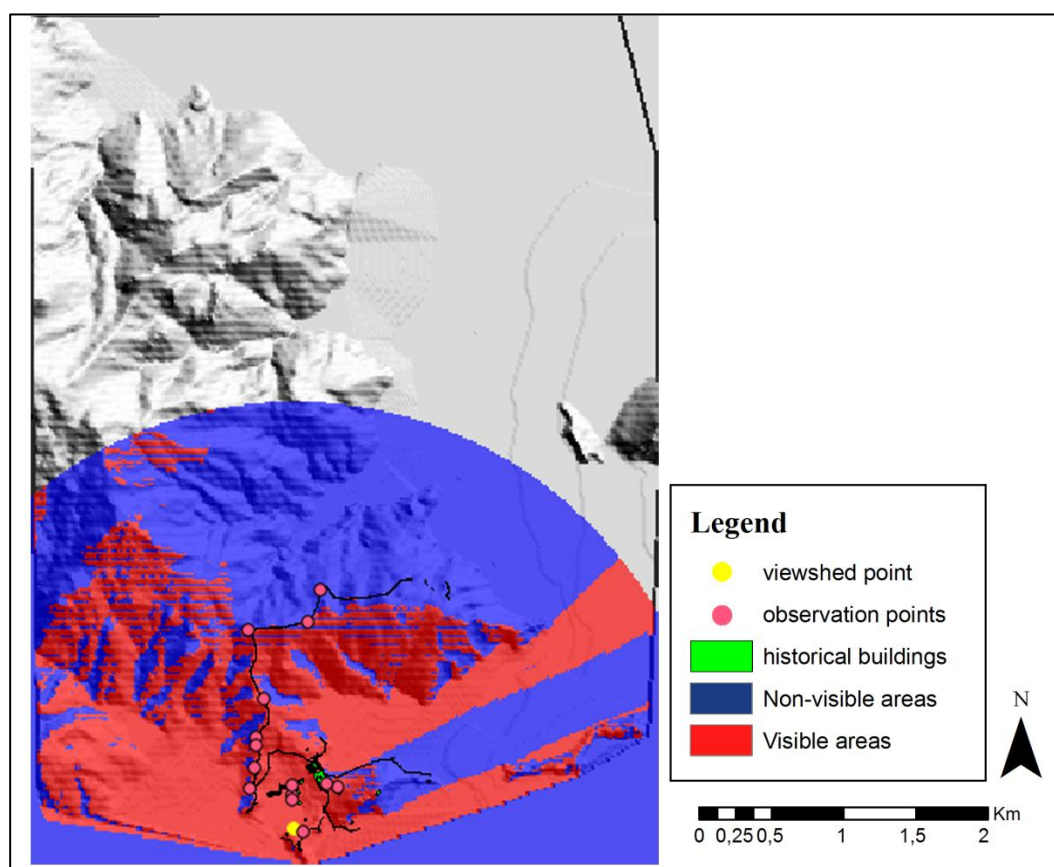 Legend
viewshed point
observation points
historical buildings
Non-visible areas
Visible areas
N
Km
0 0,25 0,5 1 1,5 2